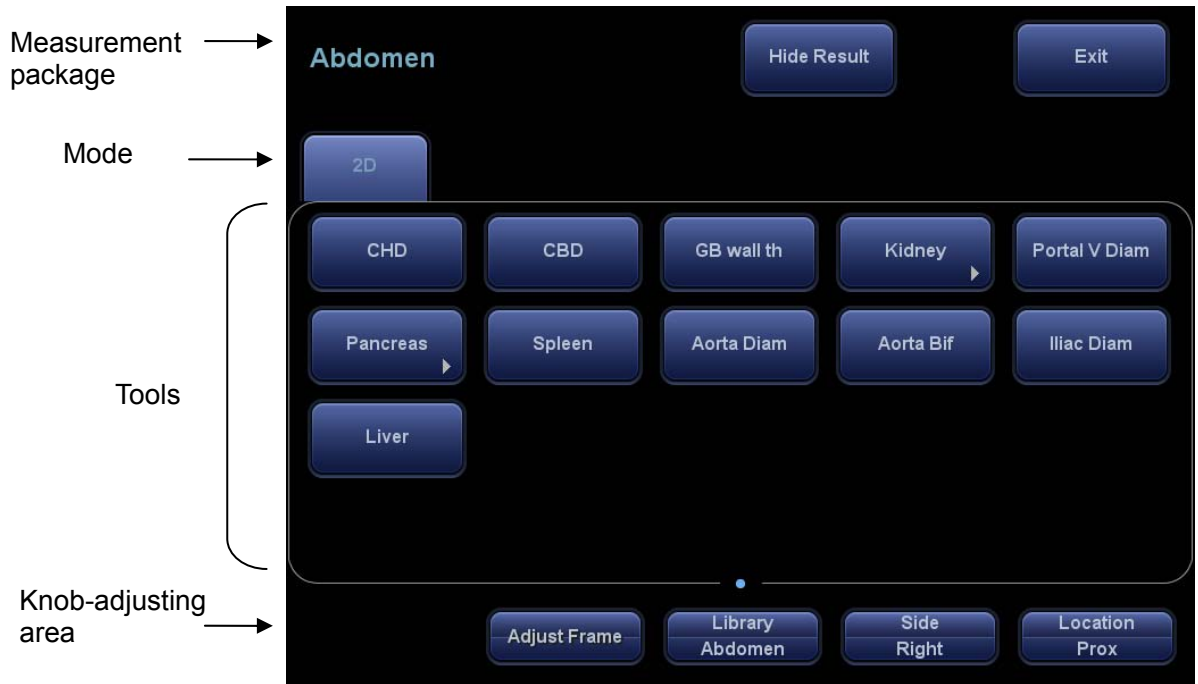 Measurement
package
Abdomen
Hide Result
Exit
Mode
2D
CHD
CBD
GB wall th
Kidney
Portal V Diam
Pancreas
Spleen
Aorta Diam
Aorta Bif
Iliac Diam
Tools
Liver
Knob-adjusting
area
Adjust Frame
Library
Abdomen
Side
Right
Location
Prox